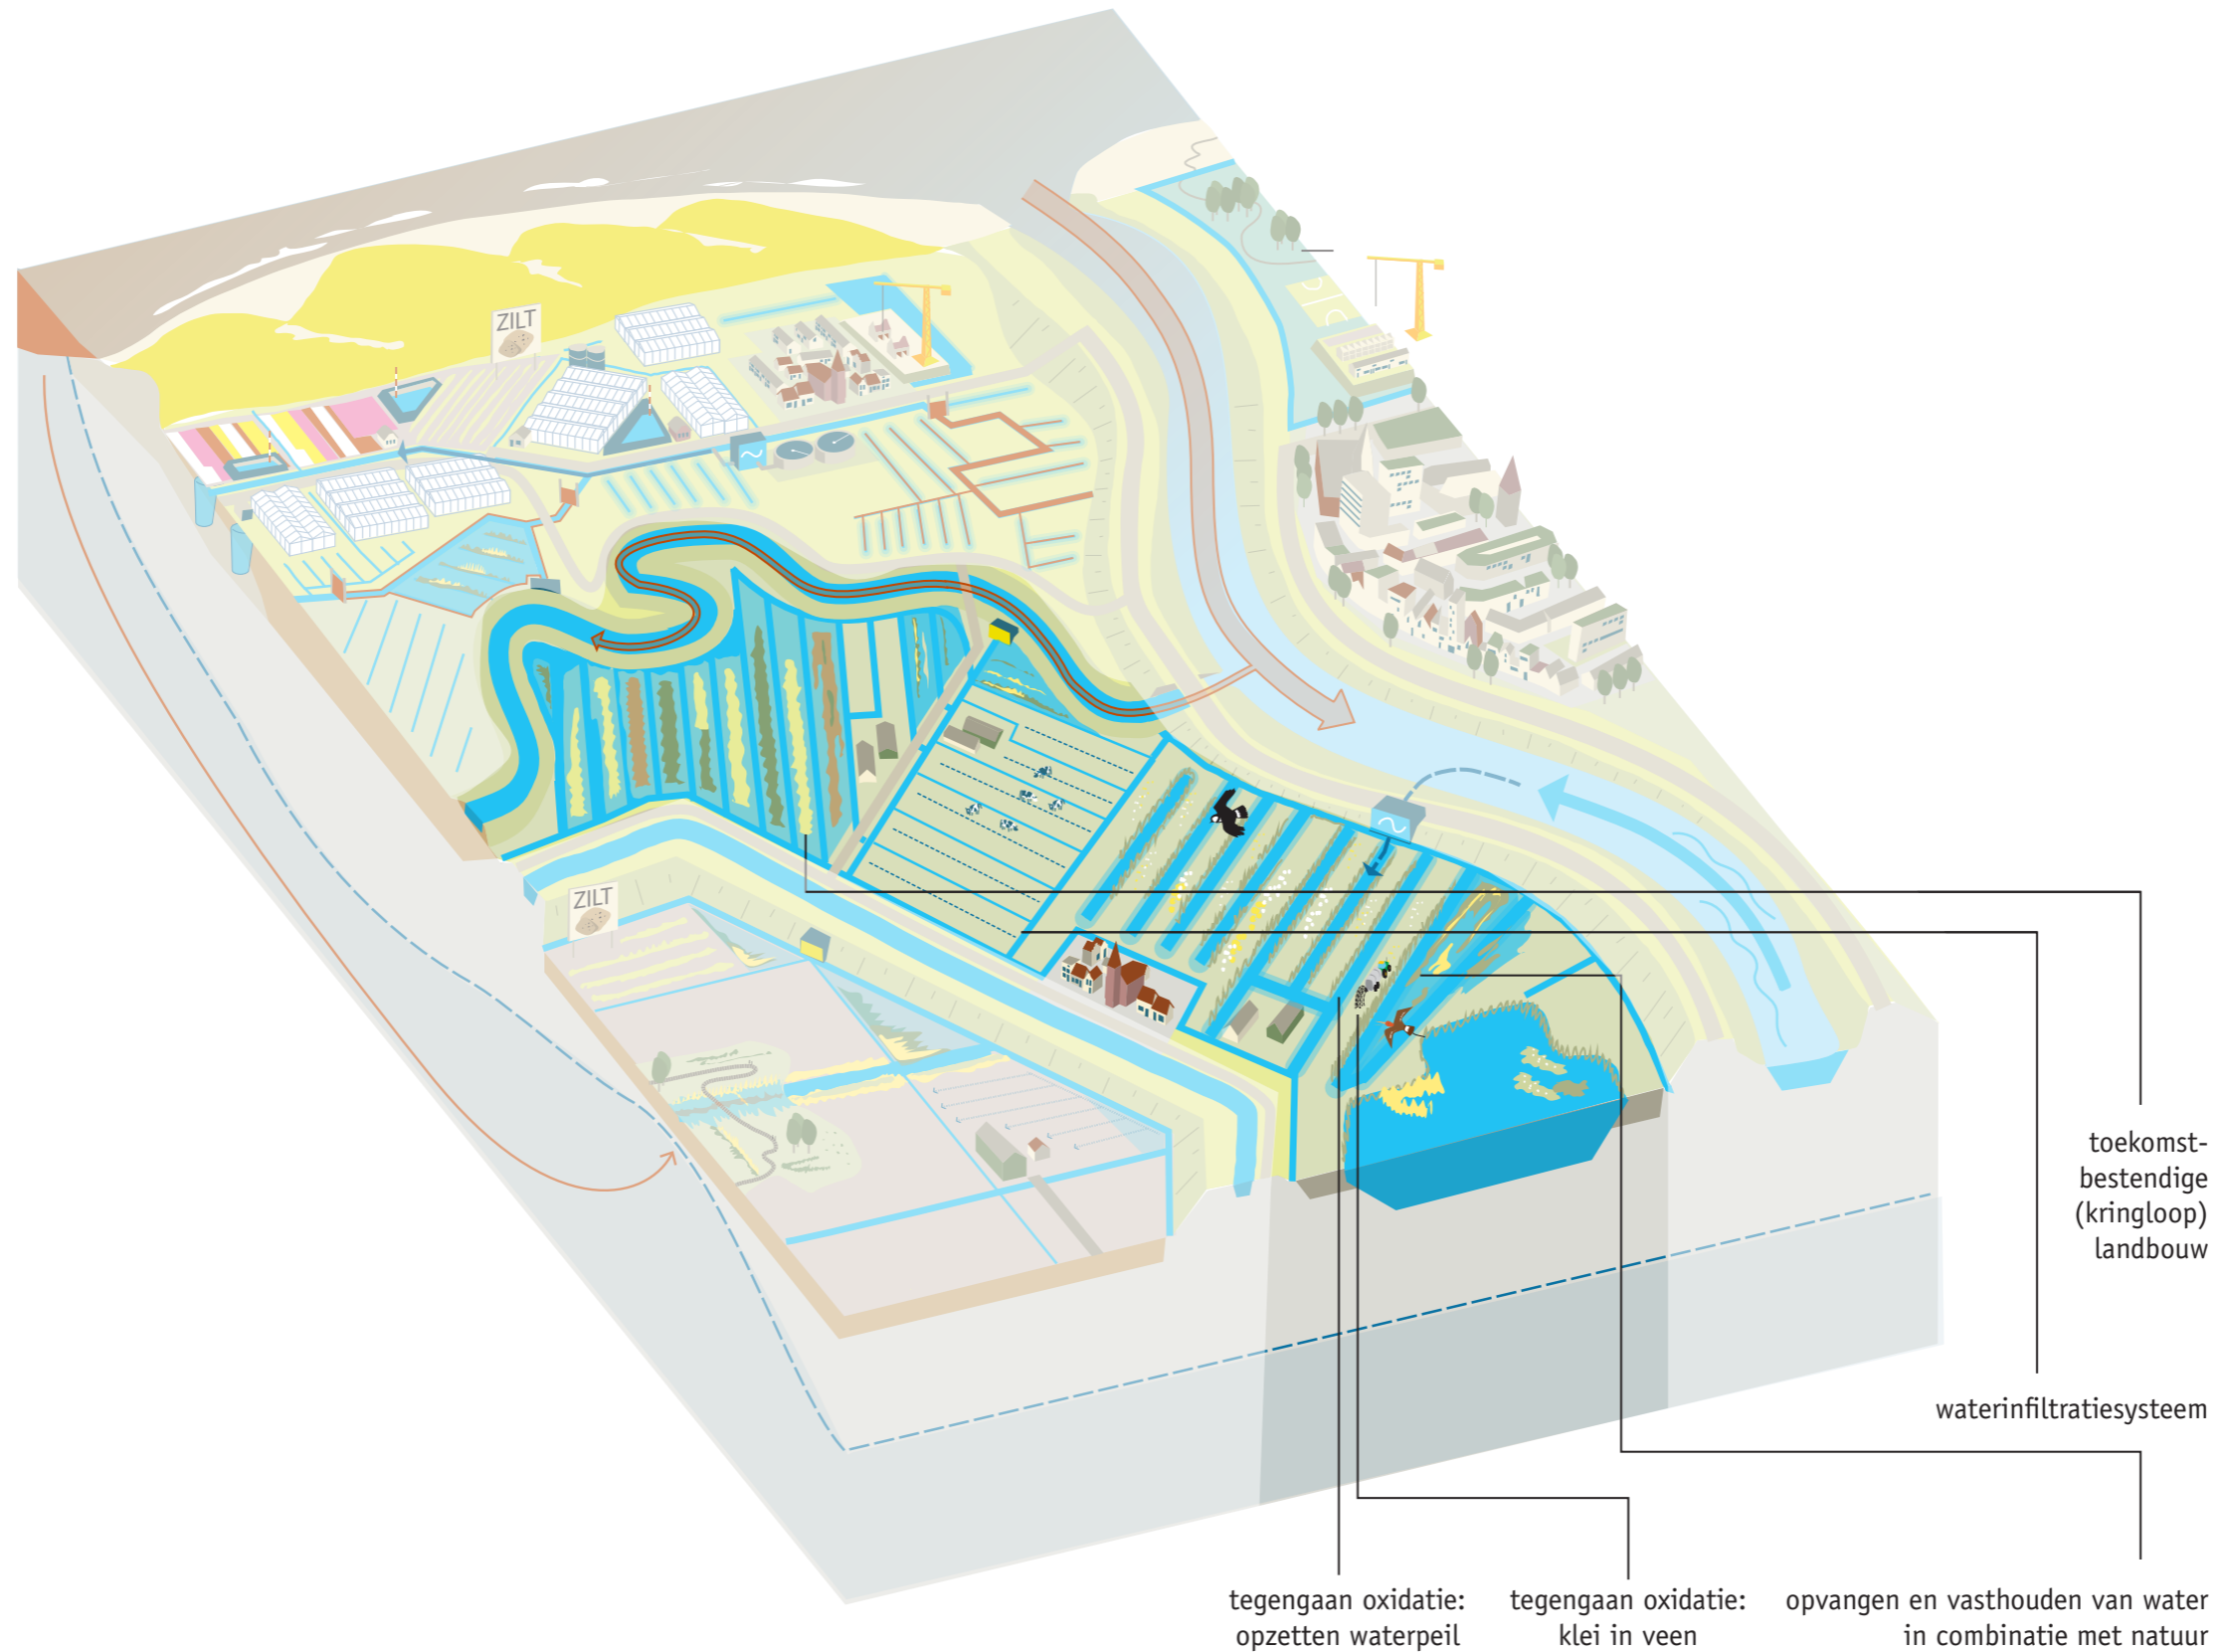 ZILT
ZILT
toekomst-
bestendige
(kringloop)
landbouw
waterinfiltratiesysteem
tegengaan oxidatie:
opzetten waterpeil
tegengaan oxidatie:
klei in veen
opvangen en vasthouden van water
in combinatie met natuur